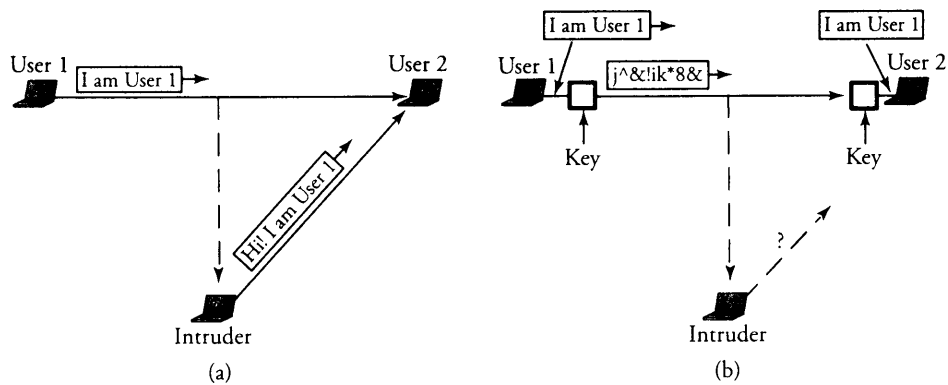 User 1
I am User 1
User 2
Hi! I am User 1
Intruder
(a)
I am User 1
User 1
j^&!ik*8&
Key
I am User 1
User 2
Key
?
Intruder
(b)